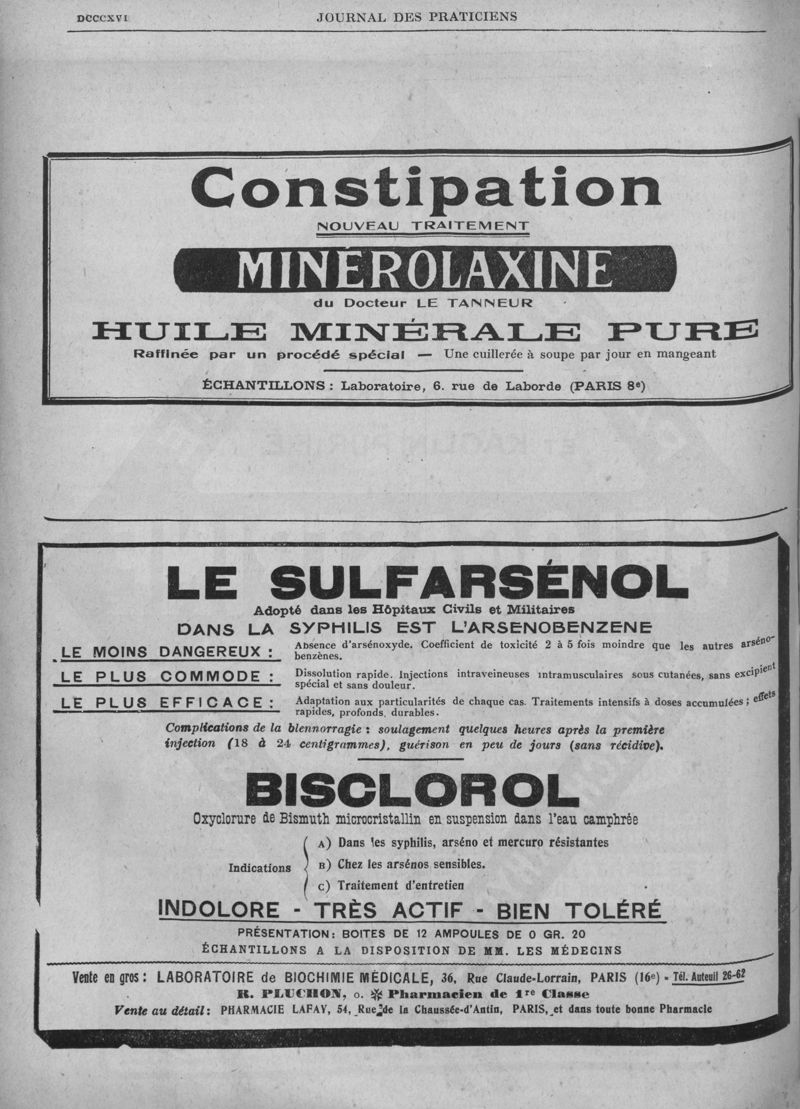 DCCCXVI
JOURNAL DES PRATICIENS
Constipation
NOUVEAU TRAITEMENT
MINÉROLAXINE
du Docteur LE TANNEUR
HUILE MINÉRALE PURE
Raffinée par un procédé spécial — Une cuillerée à soupe par jour en mangeant
ÉCHANTILLONS : Laboratoire, 6. rue de Laborde (PARIS 8e)
ET KAOLIN PURIFIÉ
LE SULFARSÉNOL
Adopté dans les Hôpitaux Civils et Militaires
DANS LA SYPHILIS EST L'ARSENOBENZENE
LE MOINS DANGEREUX : Absence d'arsénoxyde. Coefficient de toxicité 2 à 5 fois moindre que les autres arséno-
benzènes.
LE PLUS COMMODE : Dissolution rapide. Injections intraveineuses intramusculaires sous cutanées, sans excipient
spécial et sans douleur.
LE PLUS EFFICACE : Adaptation aux particularités de chaque cas. Traitements intensifs à doses accumulées ; effets
rapides, profonds, durables.
Complications de la blennorragie : soulagement quelques heures après la première
injection (18 à 24 centigrammes), guérison en peu de jours (sans récidive).
BISCLOROL
Oxyclorure de Bismuth microcristallin en suspension dans l'eau camphrée
Indications
A) Dans les syphilis, arséno et mercuro résistantes
B) Chez les arsénos sensibles.
C) Traitement d'entretien
INDOLORE - TRÈS ACTIF - BIEN TOLÉRÉ
PRÉSENTATION : BOITES DE 12 AMPOULES DE 0 GR. 20
ÉCHANTILLONS A LA DISPOSITION DE MM. LES MÉDECINS
Vente en gros : LABORATOIRE de BIOCHIMIE MÉDICALE, 36, Rue Claude-Lorrain, PARIS (16e) - Tél. Auteuil 26-62
R. PLUCHON, O. ❋ Pharmacien de 1re Classe
Vente au détail : PHARMACIE LAFAY, 54, Rue de la Chaussée-d'Antin, PARIS, et dans toute bonne Pharmacie